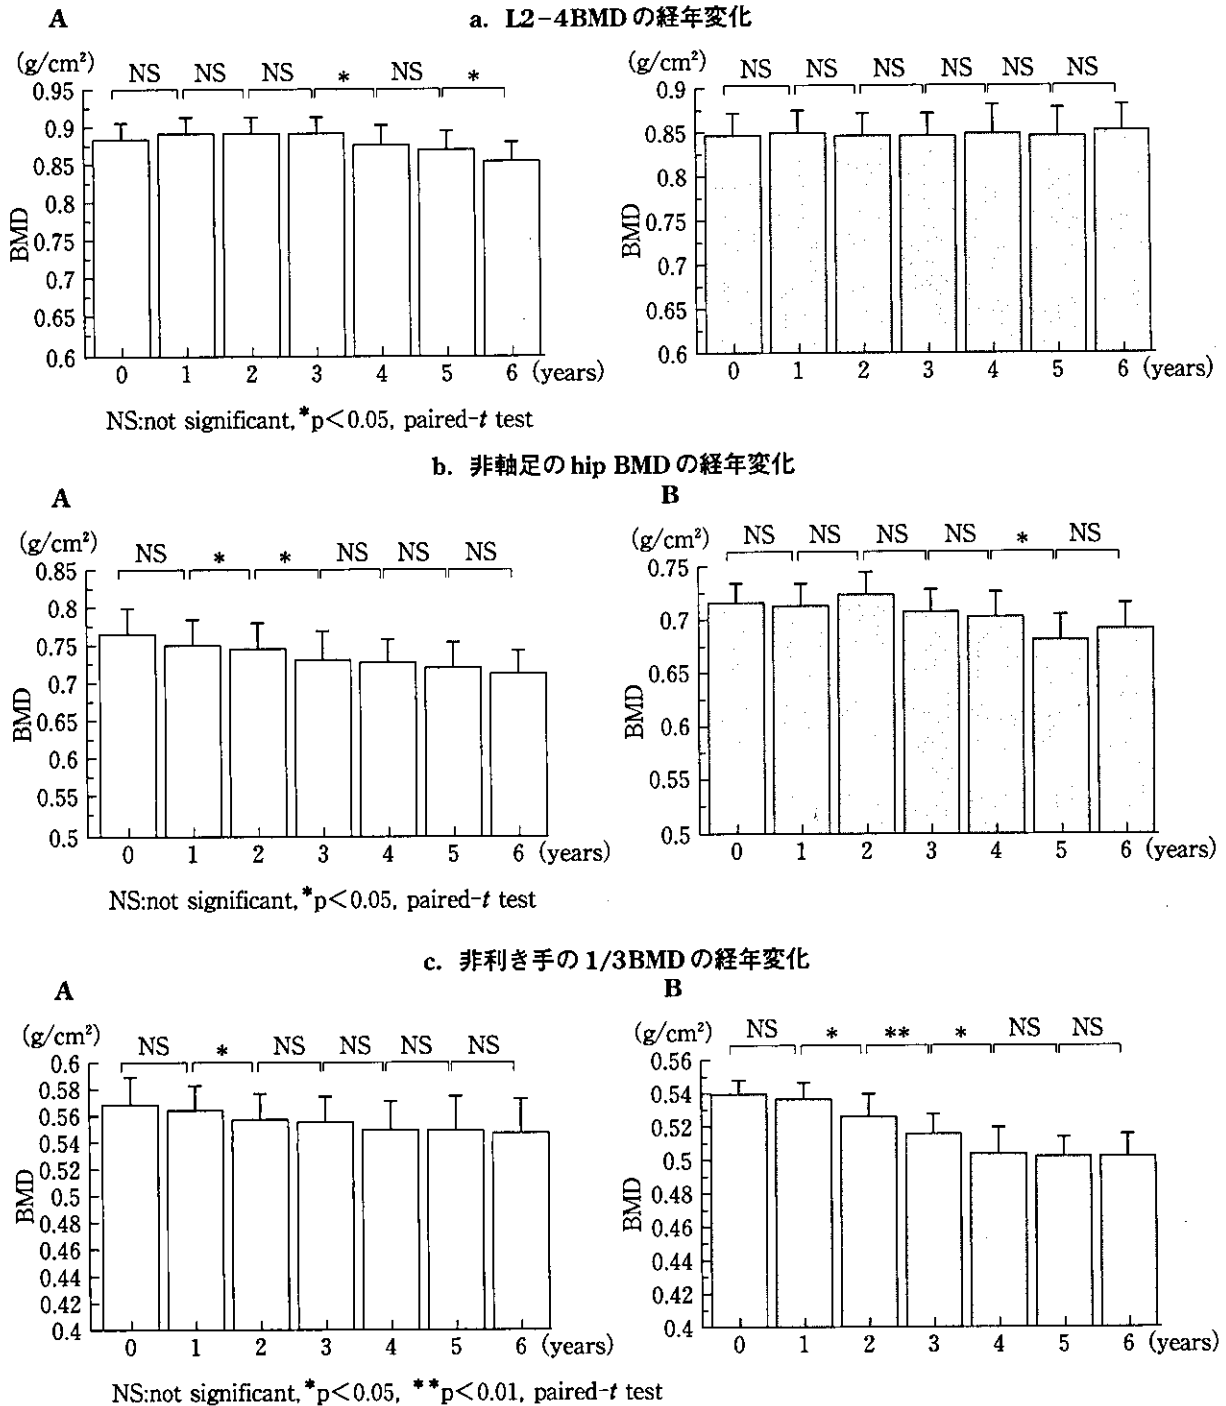 a. L2-4BMDの経年変化
A
(g/cm²)
NS NS NS * NS *
0.95
0.9
0.85
0.8
0.75
0.7
0.65
0.6
BMD
0 1 2 3 4 5 6 (years)
NS NS NS NS NS NS
0.9
0.85
0.8
0.75
0.7
0.65
0.6
BMD
0 1 2 3 4 5 6 (years)
NS:not significant, *p<0.05, paired-t test
b. 非軸足のhip BMDの経年変化
A
(g/cm²)
NS * * NS NS NS
0.85
0.8
0.75
0.7
0.65
0.6
0.55
0.5
BMD
0 1 2 3 4 5 6 (years)
B
(g/cm²)
NS NS NS NS * NS
0.75
0.7
0.65
0.6
0.55
0.5
BMD
0 1 2 3 4 5 6 (years)
NS:not significant, *p<0.05, paired-t test
c. 非利き手の1/3BMDの経年変化
A
(g/cm²)
NS * NS NS NS NS
0.6
0.58
0.56
0.54
0.52
0.5
0.48
0.46
0.44
0.42
0.4
BMD
0 1 2 3 4 5 6 (years)
B
(g/cm²)
NS * ** * NS NS
0.56
0.54
0.52
0.5
0.48
0.46
0.44
0.42
0.4
BMD
0 1 2 3 4 5 6 (years)
NS:not significant, *p<0.05, **p<0.01, paired-t test